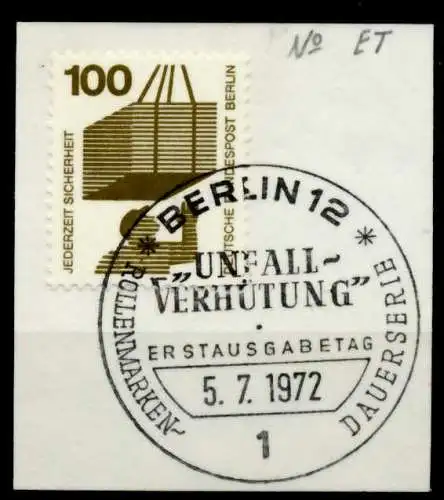 Nº ET
100
JEDERZEIT SICHERHEIT
DEUTSCHE BUNDESPOST BERLIN
* BERLIN 12 *
„UNFALL-
VERHÜTUNG"
ERSTAUSGABETAG
5. 7. 1972
1
ROLLENMARKEN-
DAUERSERIE